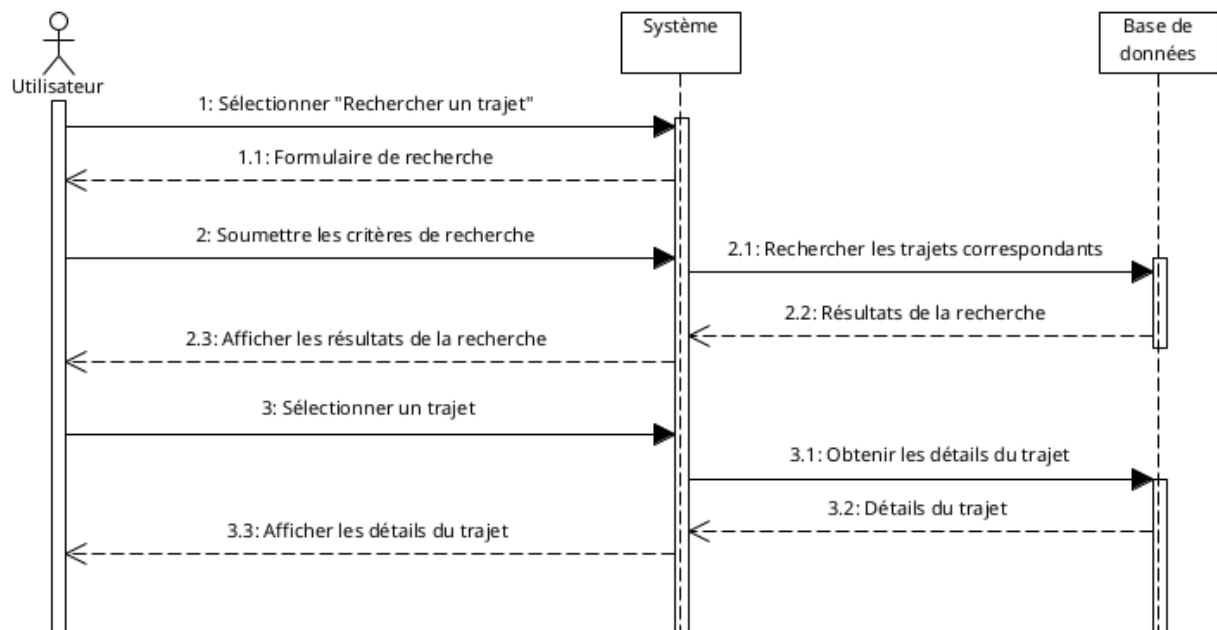 Système
Base de
données
Utilisateur
1: Sélectionner "Rechercher un trajet"
1.1: Formulaire de recherche
2: Soumettre les critères de recherche
2.1: Rechercher les trajets correspondants
2.2: Résultats de la recherche
2.3: Afficher les résultats de la recherche
3: Sélectionner un trajet
3.1: Obtenir les détails du trajet
3.2: Détails du trajet
3.3: Afficher les détails du trajet